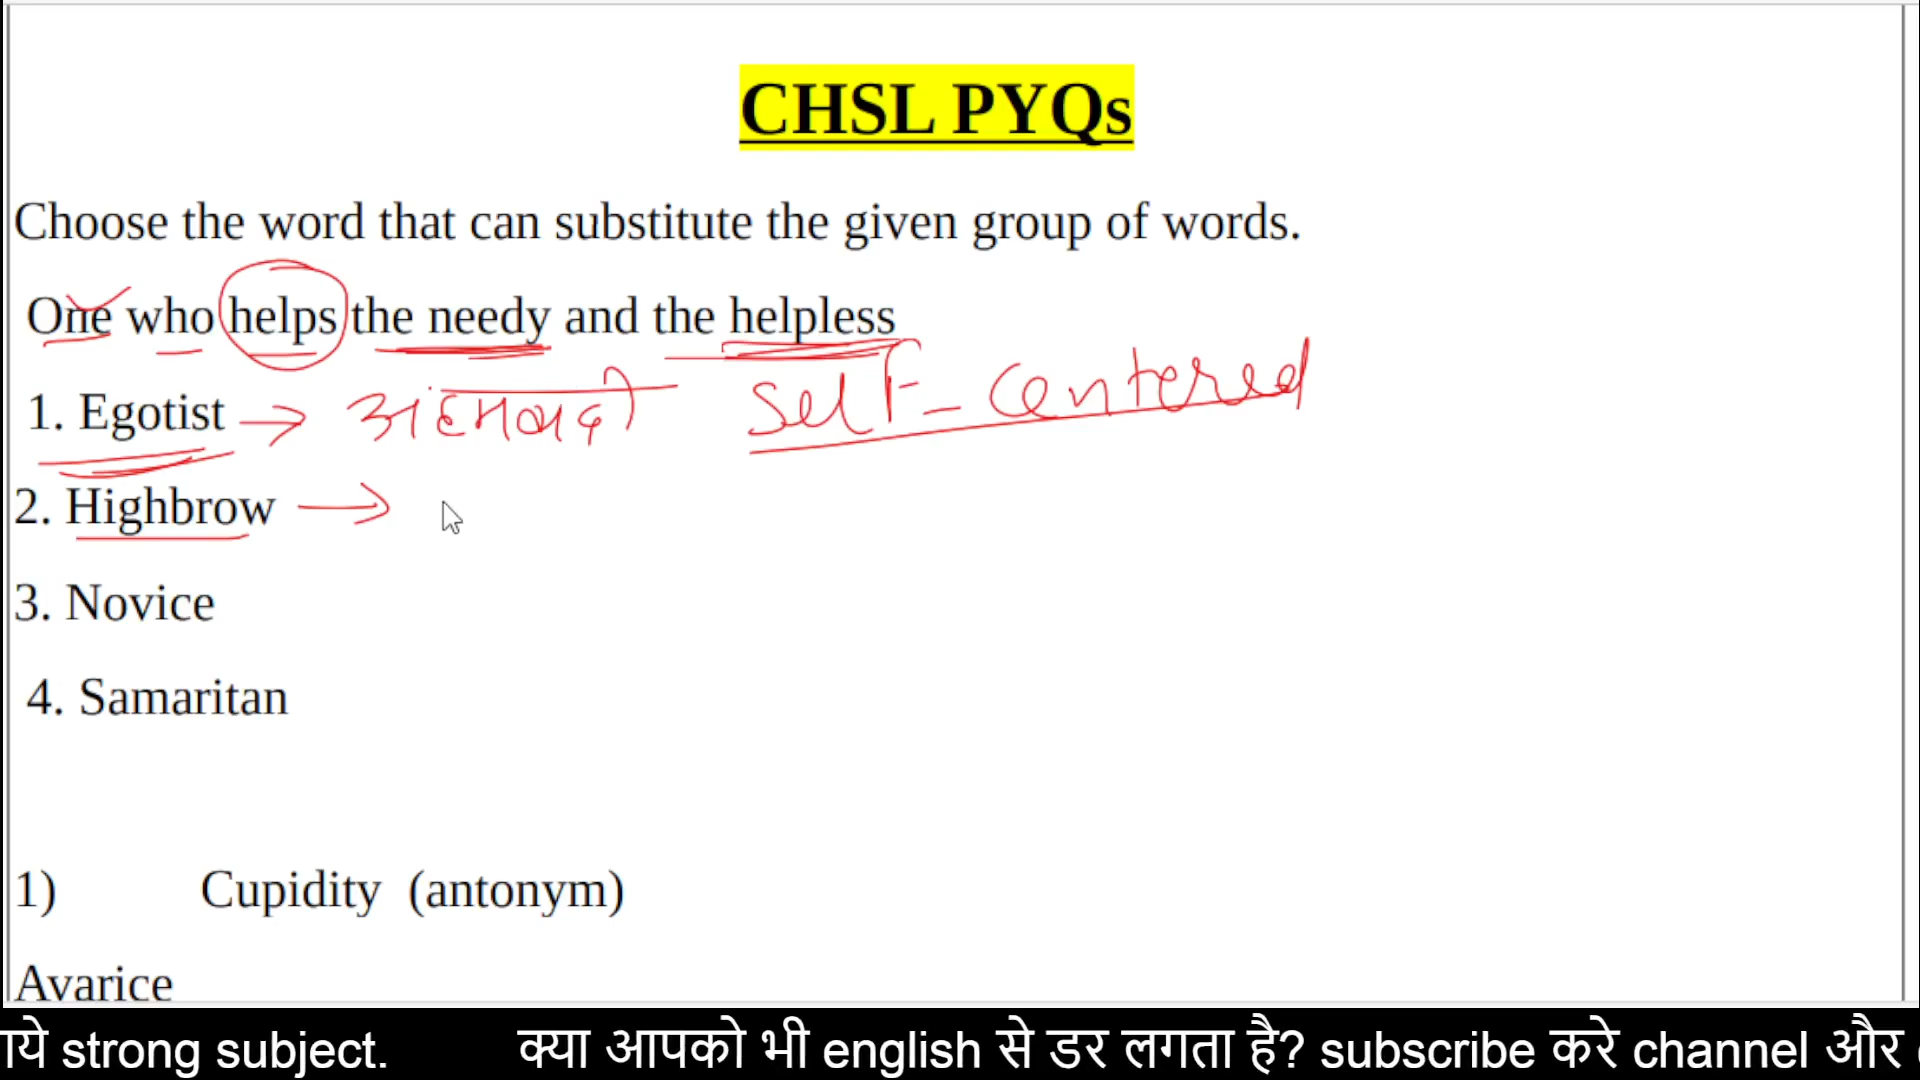 CHSL PYQs
Choose the word that can substitute the given group of words.
One who helps the needy and the helpless
1. Egotist → self-centered
2. Highbrow →
3. Novice
4. Samaritan
1) Cupidity (antonym)
Avarice
ाये strong subject. क्या आपको भी english से डर लगता है? subscribe करे channel और